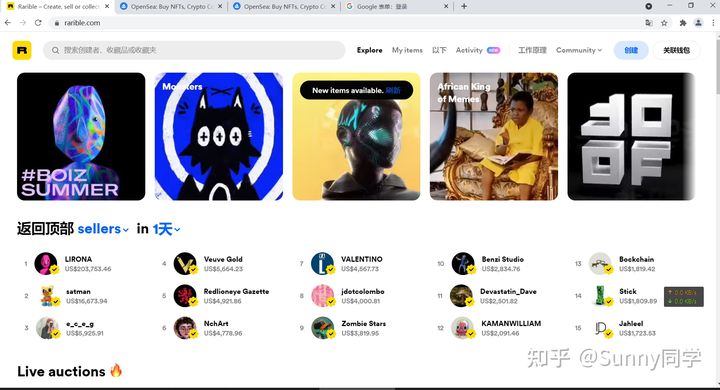 Rarible – Create, sell or collec
OpenSea: Buy NFTs, Crypto Co
OpenSea: Buy NFTs, Crypto Co
Google 表单：登录
rarible.com
R
搜索创建者、收藏品或收藏夹
Explore
My items
以下
Activity
NEW
工作原理
Community
创建
关联钱包
#BOIZ
SUMMER
Monsters
New items available. 刷新
African King
of Memes
返回顶部 sellers in 1天
1 LIRONA
US$203,753.46
4 Veuve Gold
US$5,664.23
7 VALENTINO
US$4,567.73
10 Benzi Studio
US$2,834.76
13 Bockchain
US$1,819.42
2 satman
US$16,673.94
5 Redlioneye Gazette
US$4,921.86
8 jdotcolombo
US$4,000.81
11 Devastatin_Dave
US$2,501.82
14 Stick
US$1,809.89
↑ 0.0 KB/s
↓ 0.0 KB/s
3 e_c_e_g
US$5,925.91
6 NchArt
US$4,778.96
9 Zombie Stars
US$3,819.95
12 KAMANWILLIAM
US$2,091.46
15 Jahleel
US$1,723.53
Live auctions 🔥
知乎 @Sunny同学